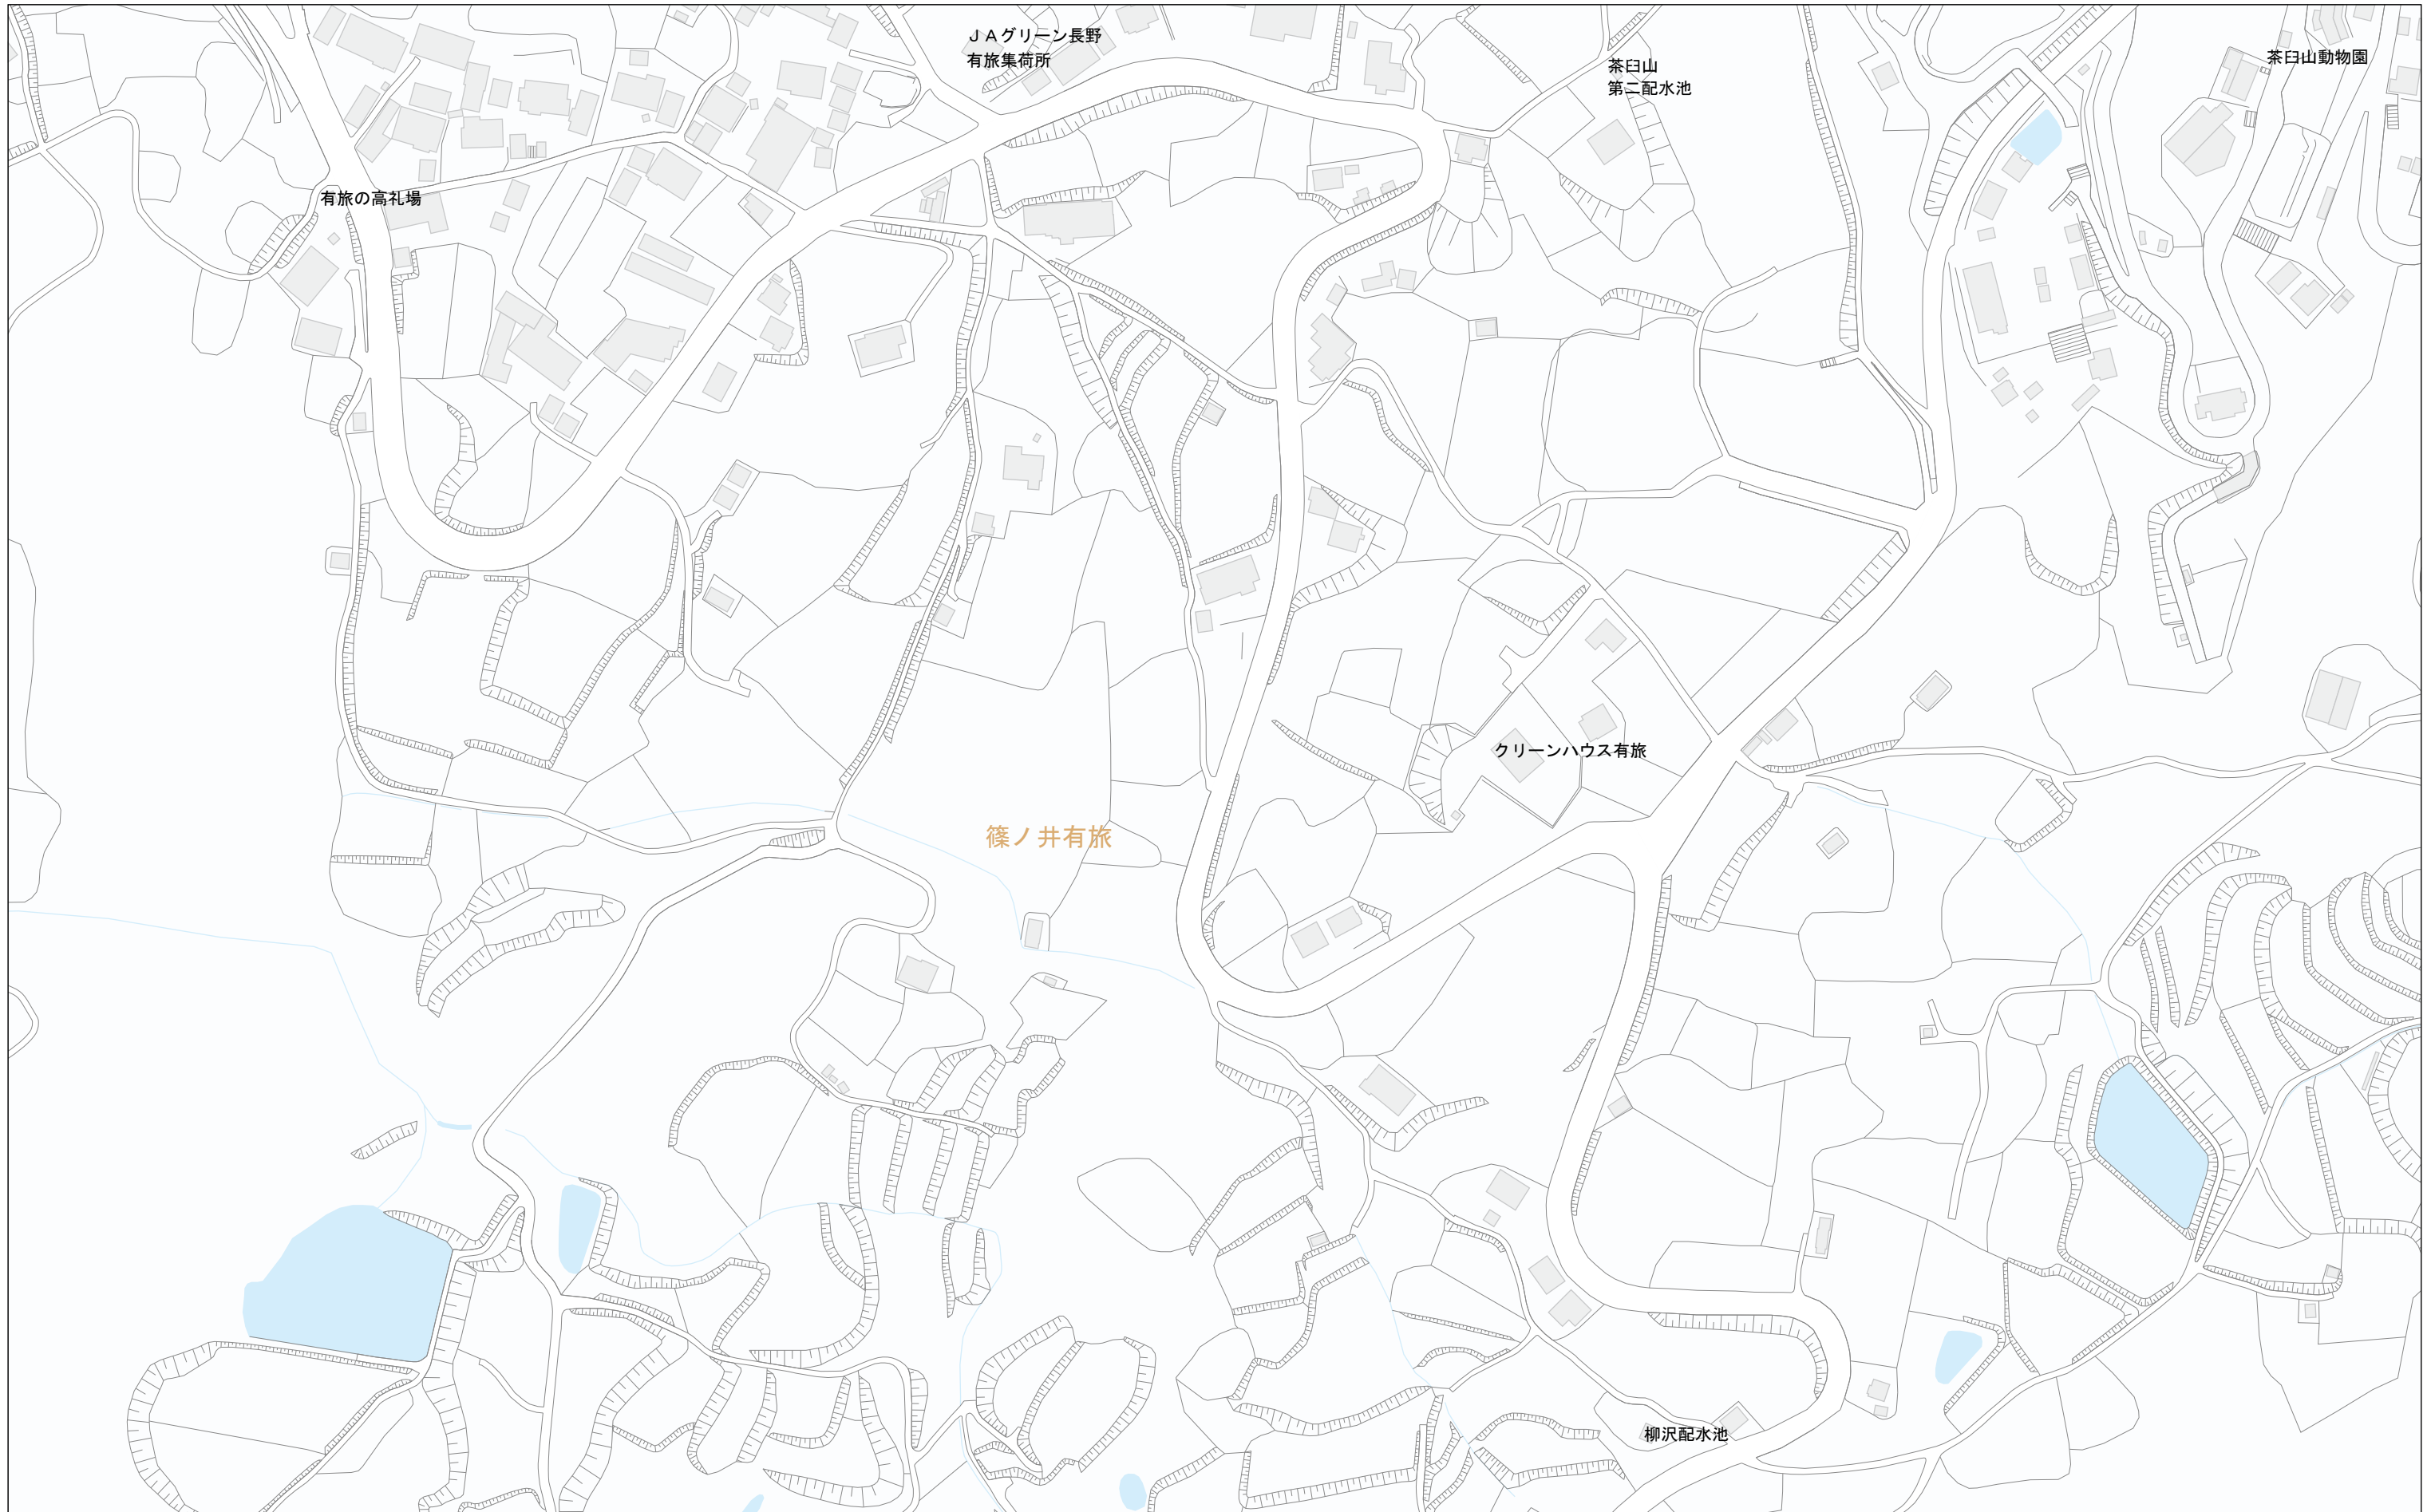 JAグリーン長野
有旅集荷所
茶臼山動物園
茶臼山
第二配水池
有旅の高札場
クリーンハウス有旅
篠ノ井有旅
柳沢配水池